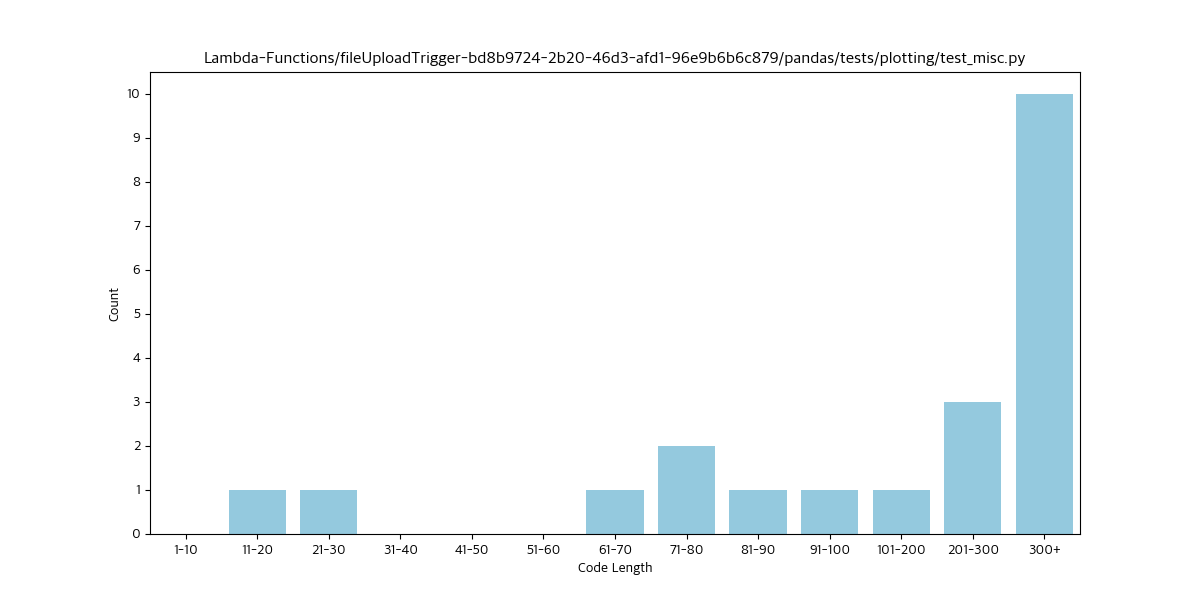 Lambda-Functions/fileUploadTrigger-bd8b9724-2b20-46d3-afd1-96e9b6b6c879/pandas/tests/plotting/test_misc.py
10
9
8
7
6
5
4
3
2
1
0
Count
1-10 11-20 21-30 31-40 41-50 51-60 61-70 71-80 81-90 91-100 101-200 201-300 300+
Code Length